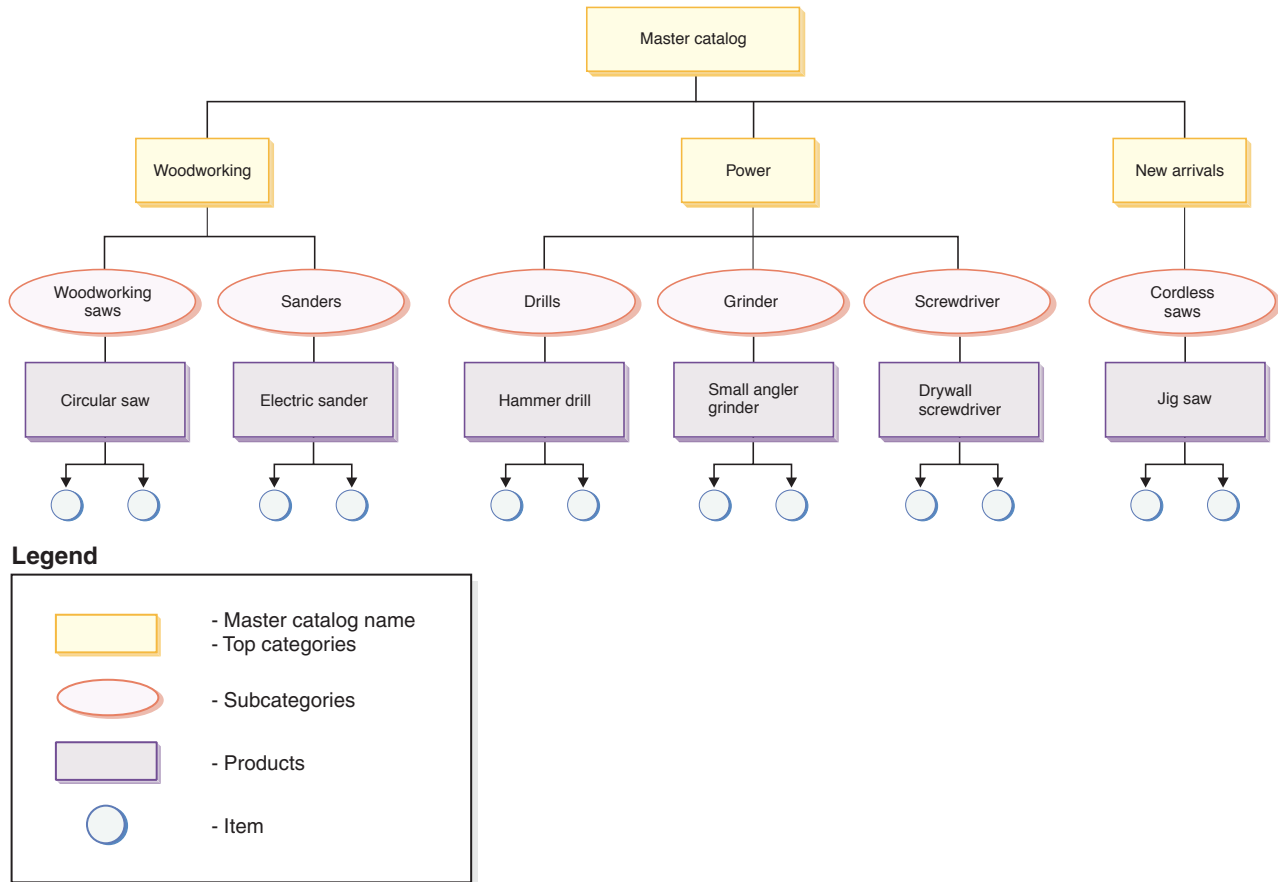 Master catalog
Woodworking
Power
New arrivals
Woodworking
saws
Sanders
Drills
Grinder
Screwdriver
Cordless
saws
Circular saw
Electric sander
Hammer drill
Small angler
grinder
Drywall
screwdriver
Jig saw
Legend
- Master catalog name
- Top categories
- Subcategories
- Products
- Item